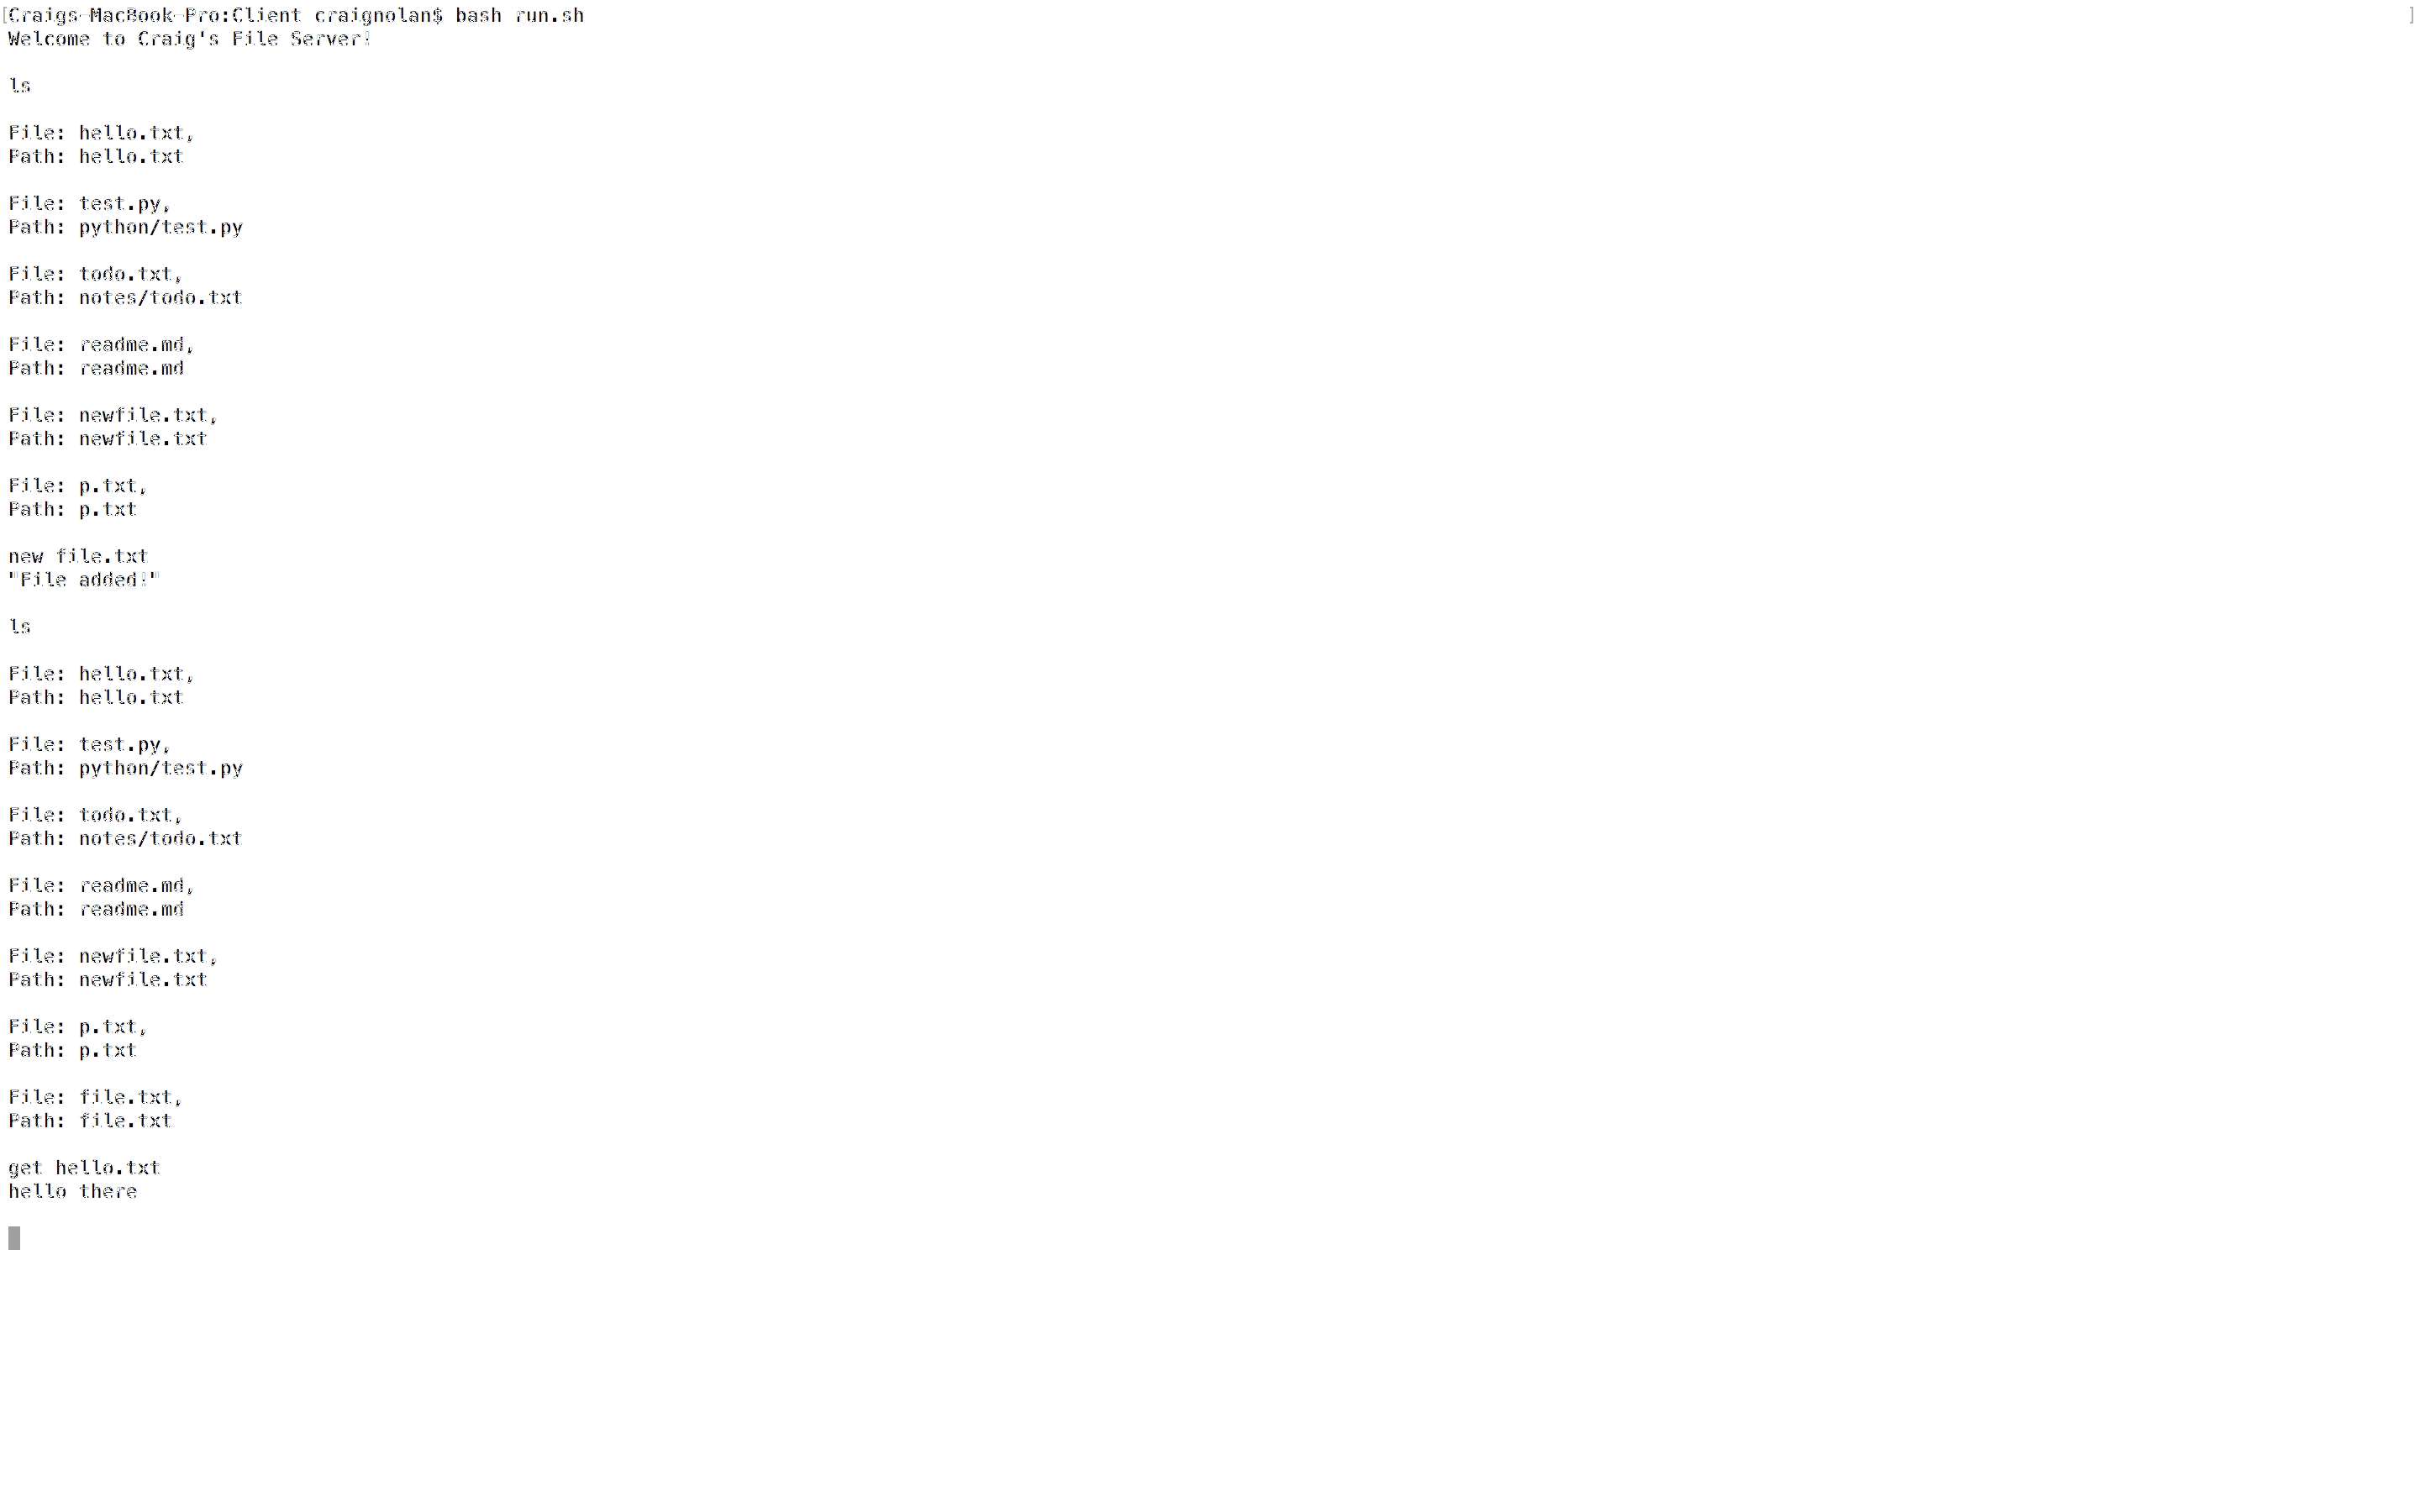 [Craigs-MacBook-Pro:Client craignolan$ bash run.sh ]
Welcome to Craig's File Server!
ls
File: hello.txt,
Path: hello.txt
File: test.py,
Path: python/test.py
File: todo.txt,
Path: notes/todo.txt
File: readme.md,
Path: readme.md
File: newfile.txt,
Path: newfile.txt
File: p.txt,
Path: p.txt
new file.txt
"File added!"
ls
File: hello.txt,
Path: hello.txt
File: test.py,
Path: python/test.py
File: todo.txt,
Path: notes/todo.txt
File: readme.md,
Path: readme.md
File: newfile.txt,
Path: newfile.txt
File: p.txt,
Path: p.txt
File: file.txt,
Path: file.txt
get hello.txt
hello there